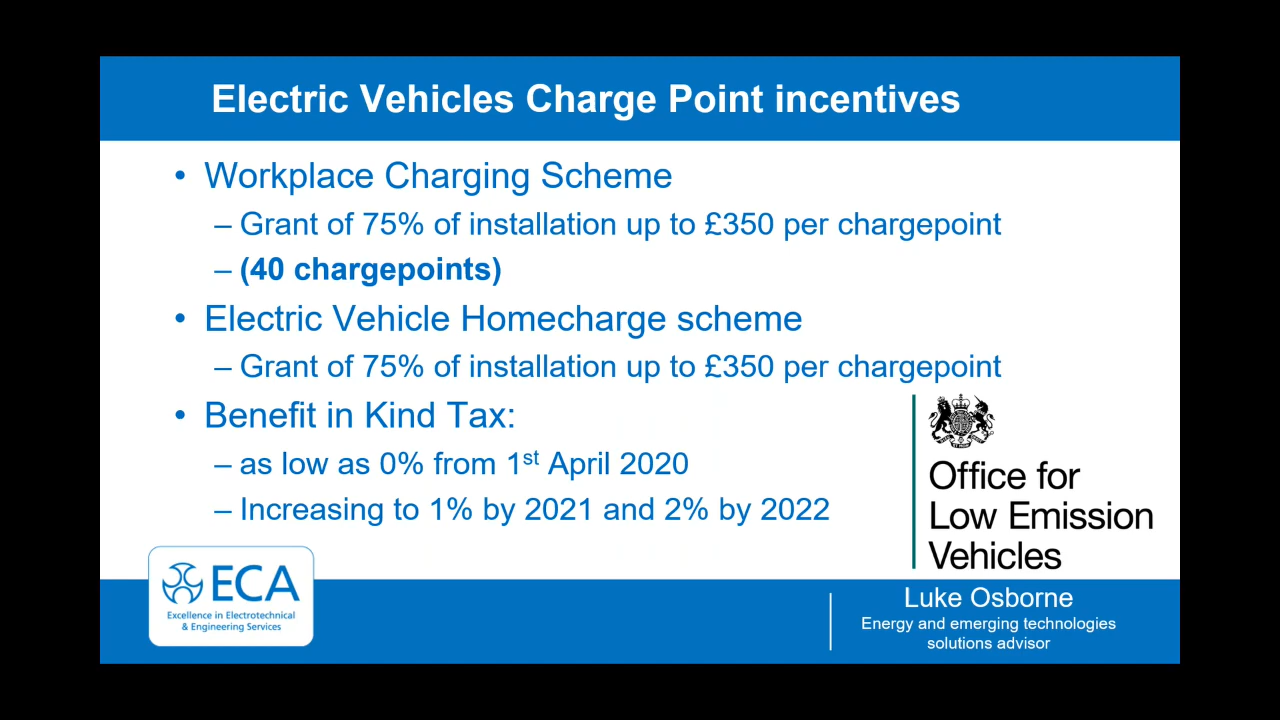 Electric Vehicles Charge Point incentives
• Workplace Charging Scheme
– Grant of 75% of installation up to £350 per chargepoint
– (40 chargepoints)
• Electric Vehicle Homecharge scheme
– Grant of 75% of installation up to £350 per chargepoint
• Benefit in Kind Tax:
– as low as 0% from 1st April 2020
– Increasing to 1% by 2021 and 2% by 2022
Office for
Low Emission
Vehicles
ECA
Excellence in Electrotechnical
& Engineering Services
Luke Osborne
Energy and emerging technologies
solutions advisor